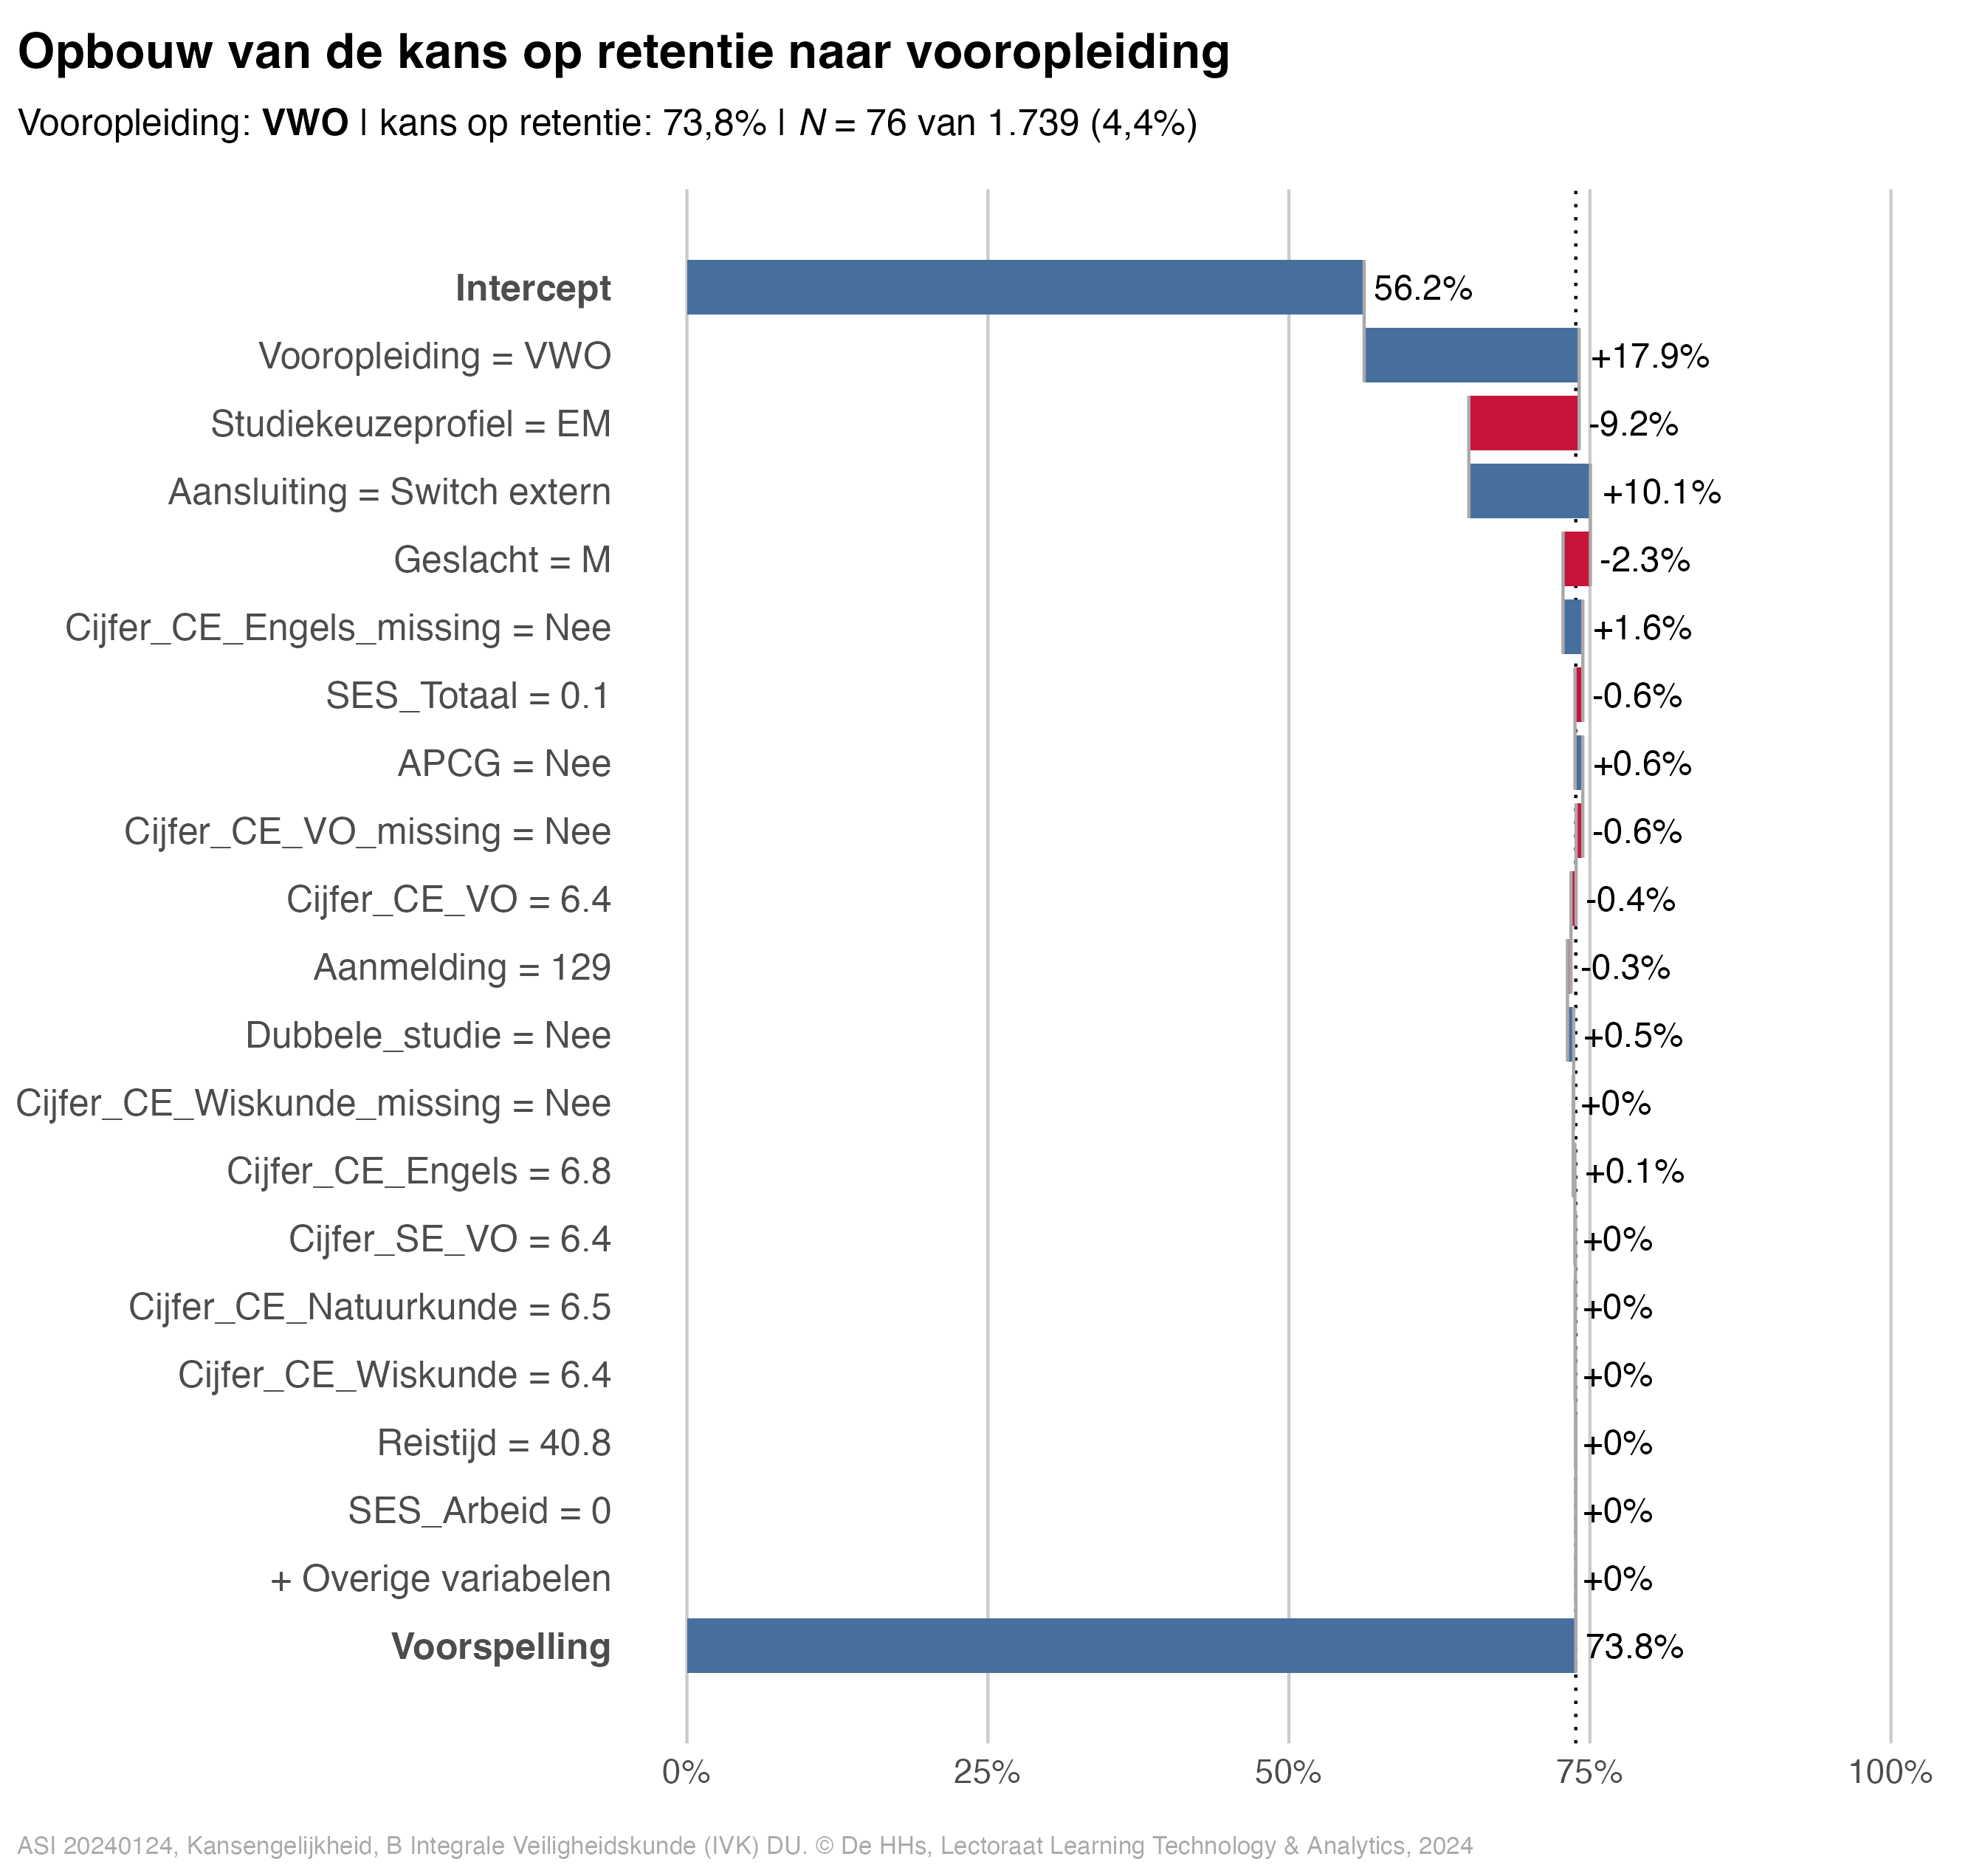 Opbouw van de kans op retentie naar vooropleiding
Vooropleiding: VWO | kans op retentie: 73,8% | N = 76 van 1.739 (4,4%)
Intercept 56.2%
Vooropleiding = VWO +17.9%
Studiekeuzeprofiel = EM -9.2%
Aansluiting = Switch extern +10.1%
Geslacht = M -2.3%
Cijfer_CE_Engels_missing = Nee +1.6%
SES_Totaal = 0.1 -0.6%
APCG = Nee +0.6%
Cijfer_CE_VO_missing = Nee -0.6%
Cijfer_CE_VO = 6.4 -0.4%
Aanmelding = 129 -0.3%
Dubbele_studie = Nee +0.5%
Cijfer_CE_Wiskunde_missing = Nee +0%
Cijfer_CE_Engels = 6.8 +0.1%
Cijfer_SE_VO = 6.4 +0%
Cijfer_CE_Natuurkunde = 6.5 +0%
Cijfer_CE_Wiskunde = 6.4 +0%
Reistijd = 40.8 +0%
SES_Arbeid = 0 +0%
+ Overige variabelen +0%
Voorspelling 73.8%
0% 25% 50% 75% 100%
ASI 20240124, Kansengelijkheid, B Integrale Veiligheidskunde (IVK) DU. © De HHs, Lectoraat Learning Technology & Analytics, 2024